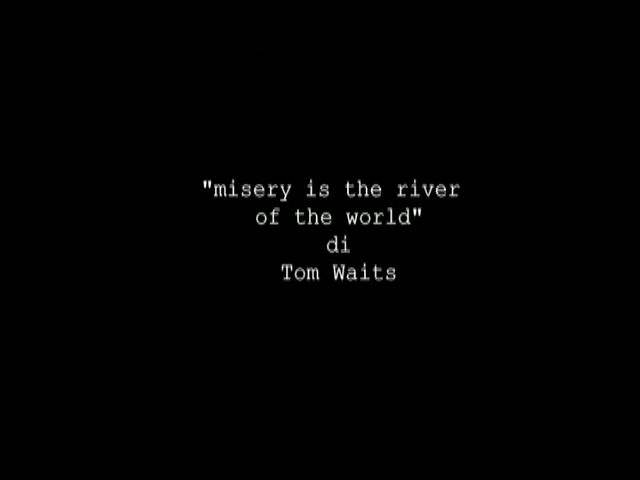 "misery is the river
of the world"
di
Tom Waits